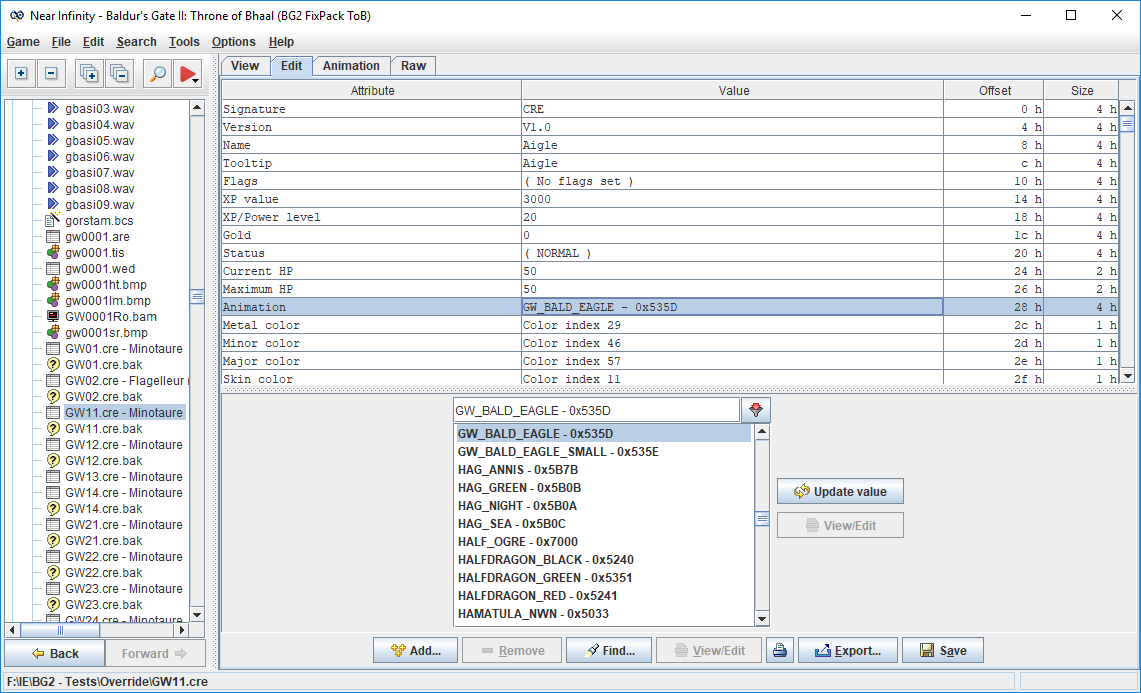 Near Infinity - Baldur's Gate II: Throne of Bhaal (BG2 FixPack ToB)
Game File Edit Search Tools Options Help
View Edit Animation Raw
gbasi03.wav
gbasi04.wav
gbasi05.wav
gbasi06.wav
gbasi07.wav
gbasi08.wav
gbasi09.wav
gorstam.bcs
gw0001.are
gw0001.tis
gw0001.wed
gw0001ht.bmp
gw0001lm.bmp
GW0001Ro.bam
gw0001sr.bmp
GW01.cre - Minotaure
GW01.cre.bak
GW02.cre - Flagelleur
GW02.cre.bak
GW11.cre - Minotaure
GW11.cre.bak
GW12.cre - Minotaure
GW12.cre.bak
GW13.cre - Minotaure
GW14.cre - Minotaure
GW14.cre.bak
GW21.cre - Minotaure
GW21.cre.bak
GW22.cre - Minotaure
GW22.cre.bak
GW23.cre - Minotaure
GW23.cre.bak
GW24.cre - Minotaure
Back Forward
Attribute Value Offset Size
Signature CRE 0 h 4 h
Version V1.0 4 h 4 h
Name Aigle 8 h 4 h
Tooltip Aigle c h 4 h
Flags ( No flags set ) 10 h 4 h
XP value 3000 14 h 4 h
XP/Power level 20 18 h 4 h
Gold 0 1c h 4 h
Status ( NORMAL ) 20 h 4 h
Current HP 50 24 h 2 h
Maximum HP 50 26 h 2 h
Animation GW_BALD_EAGLE - 0x535D 28 h 4 h
Metal color Color index 29 2c h 1 h
Minor color Color index 46 2d h 1 h
Major color Color index 57 2e h 1 h
Skin color Color index 11 2f h 1 h
GW_BALD_EAGLE - 0x535D
GW_BALD_EAGLE - 0x535D
GW_BALD_EAGLE_SMALL - 0x535E
HAG_ANNIS - 0x5B7B
HAG_GREEN - 0x5B0B
HAG_NIGHT - 0x5B0A
HAG_SEA - 0x5B0C
HALF_OGRE - 0x7000
HALFDRAGON_BLACK - 0x5240
HALFDRAGON_GREEN - 0x5351
HALFDRAGON_RED - 0x5241
HAMATULA_NWN - 0x5033
Update value
View/Edit
Add... Remove Find... View/Edit Export... Save
F:\IE\BG2 - Tests\Override\GW11.cre